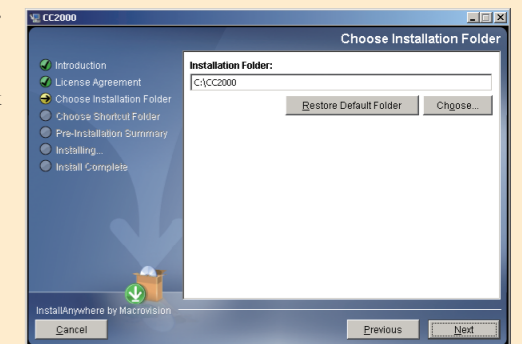 CC2000
Choose Installation Folder
Introduction
License Agreement
Choose Installation Folder
Choose Shortcut Folder
Pre-Installation Summary
Installing...
Install Complete
Installation Folder:
C:\CC2000
Restore Default Folder
Choose...
InstallAnywhere by Macrovision
Cancel
Previous
Next